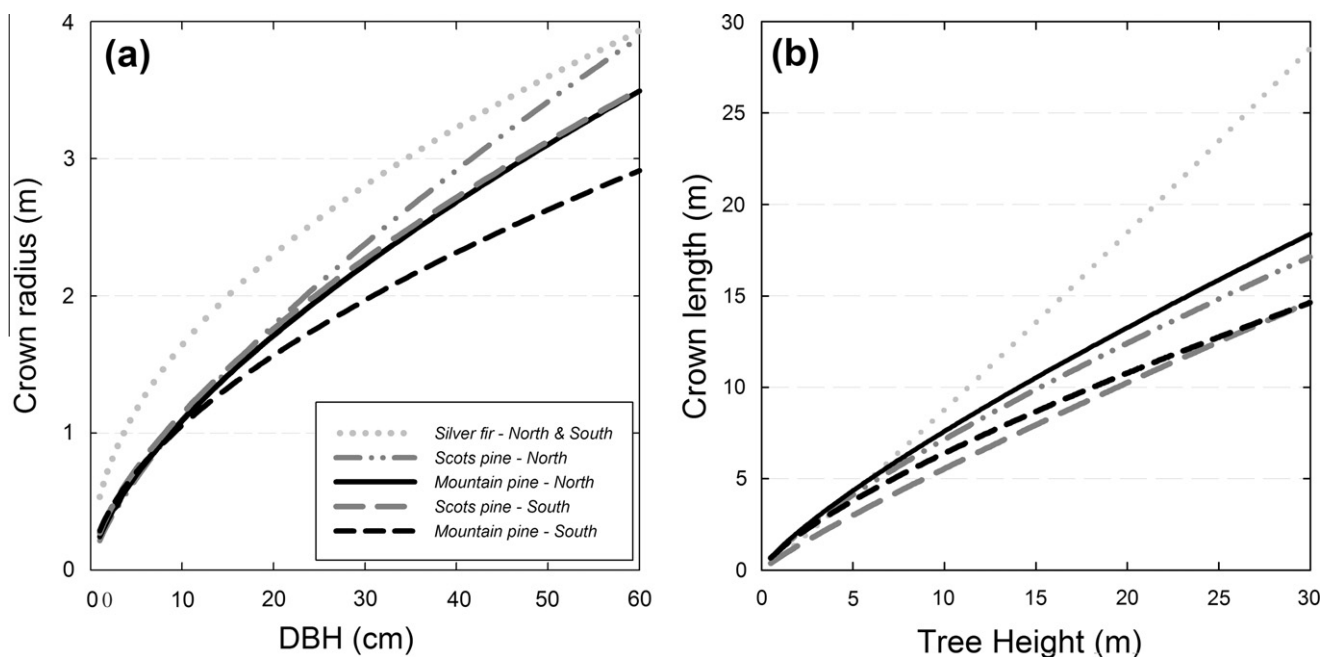 (a)
Crown radius (m)
4
3
2
1
0
00 10 20 30 40 50 60
DBH (cm)
Silver fir - North & South
Scots pine - North
Mountain pine - North
Scots pine - South
Mountain pine - South
(b)
Crown length (m)
30
25
20
15
10
5
0
0 5 10 15 20 25 30
Tree Height (m)